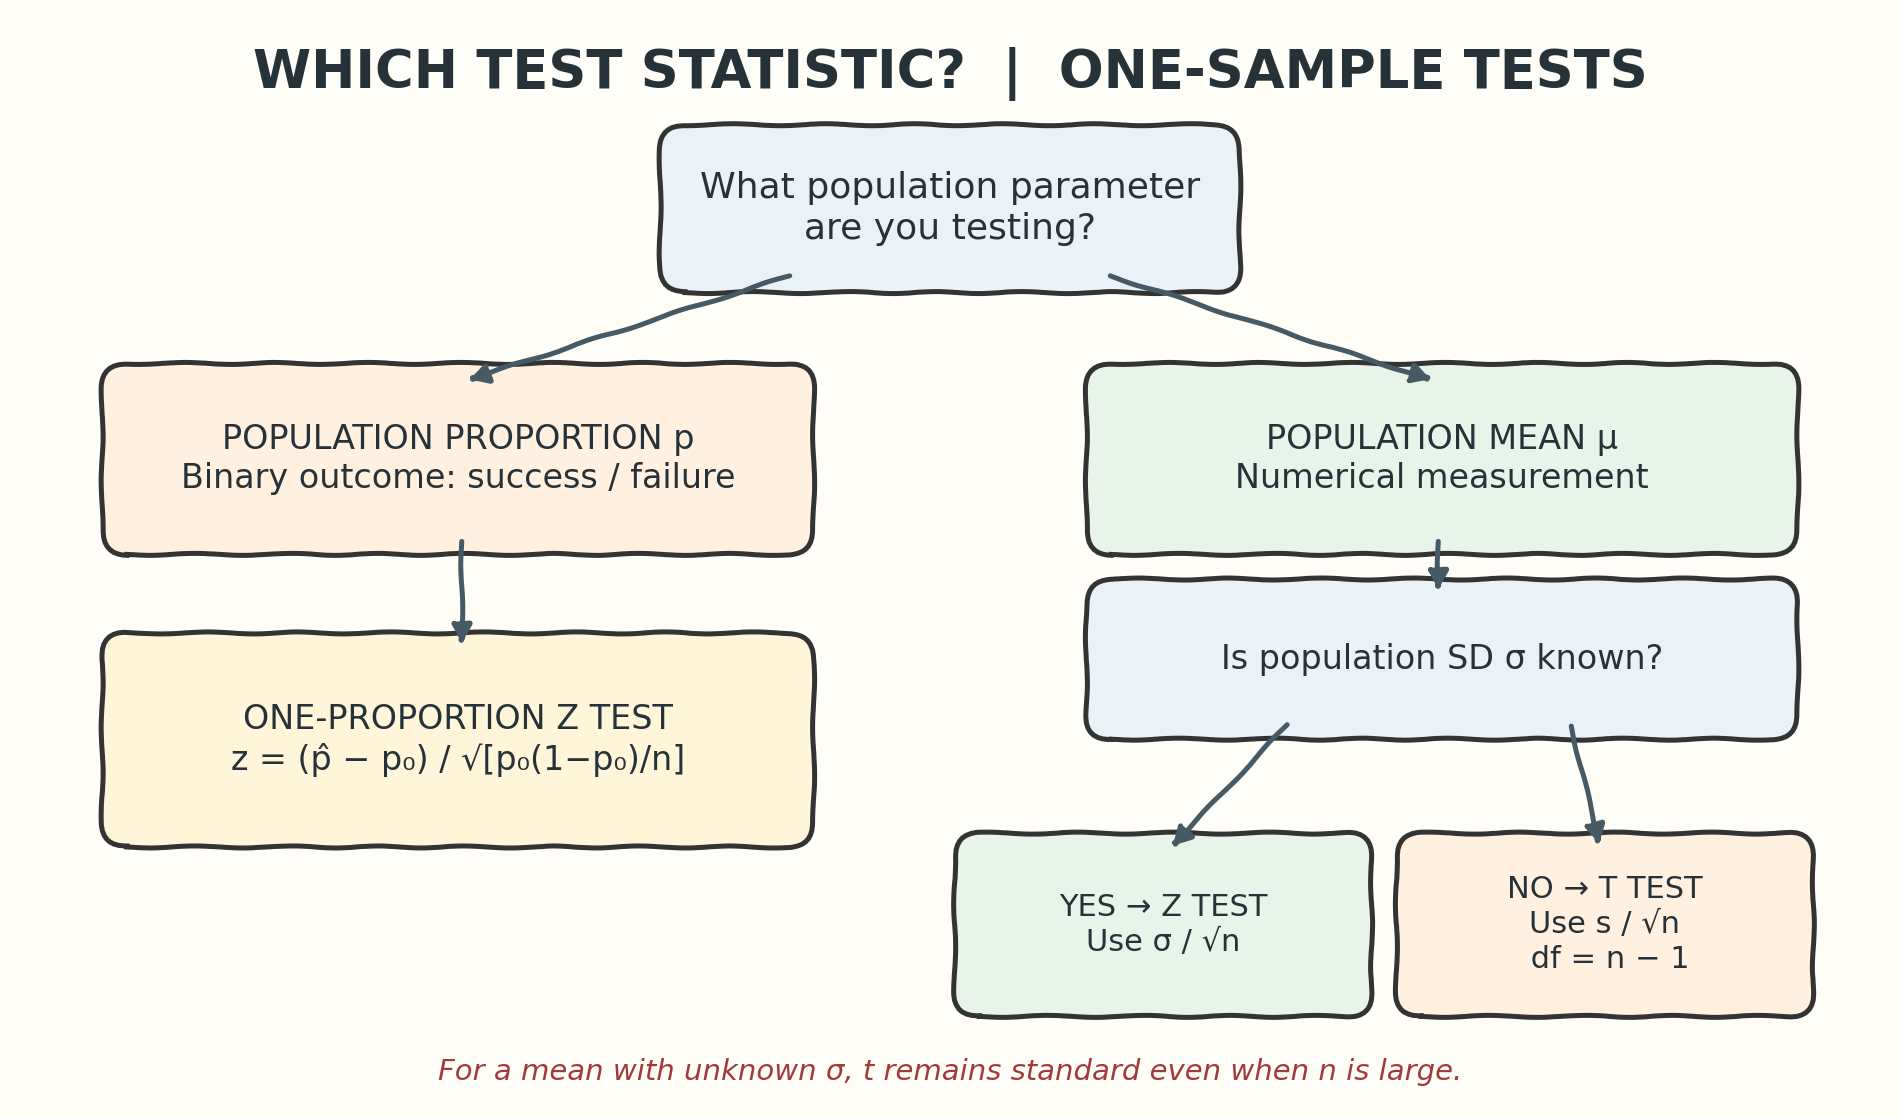 WHICH TEST STATISTIC?  |  ONE-SAMPLE TESTS
What population parameter
are you testing?
POPULATION PROPORTION p
Binary outcome: success / failure
POPULATION MEAN μ
Numerical measurement
ONE-PROPORTION Z TEST
z = (p̂ − p₀) / √[p₀(1−p₀)/n]
Is population SD σ known?
YES → Z TEST
Use σ / √n
NO → T TEST
Use s / √n
df = n − 1
For a mean with unknown σ, t remains standard even when n is large.